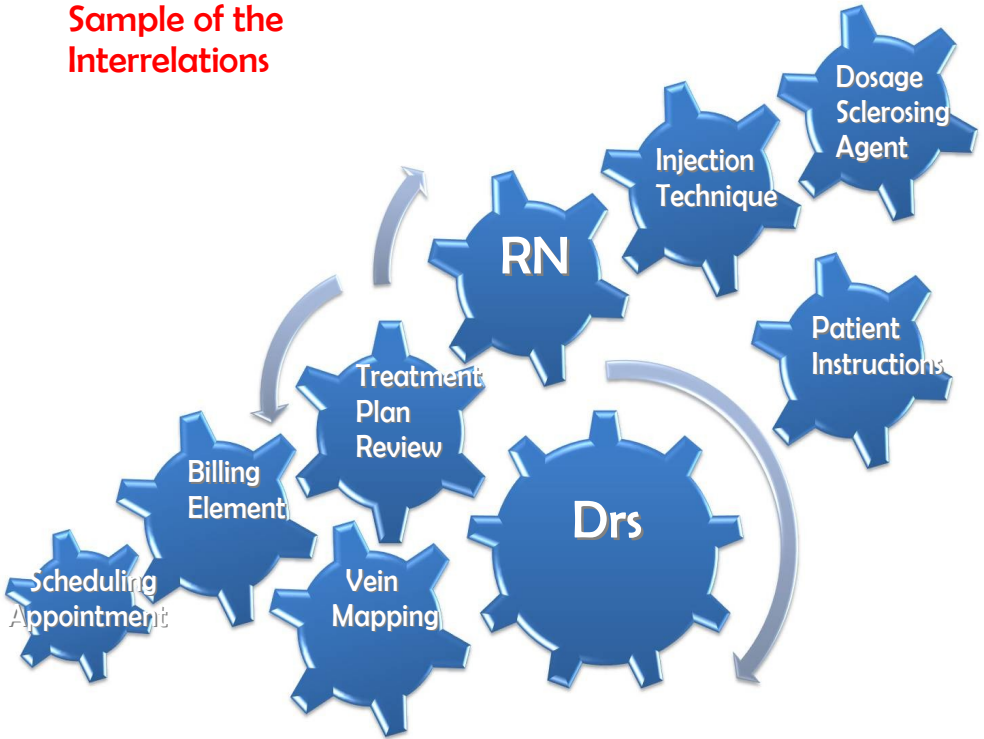 Sample of the
Interrelations
Dosage
Sclerosing
Agent
Injection
Technique
RN
Patient
Instructions
Treatment
Plan
Review
Billing
Element
Drs
Scheduling
Appointment
Vein
Mapping